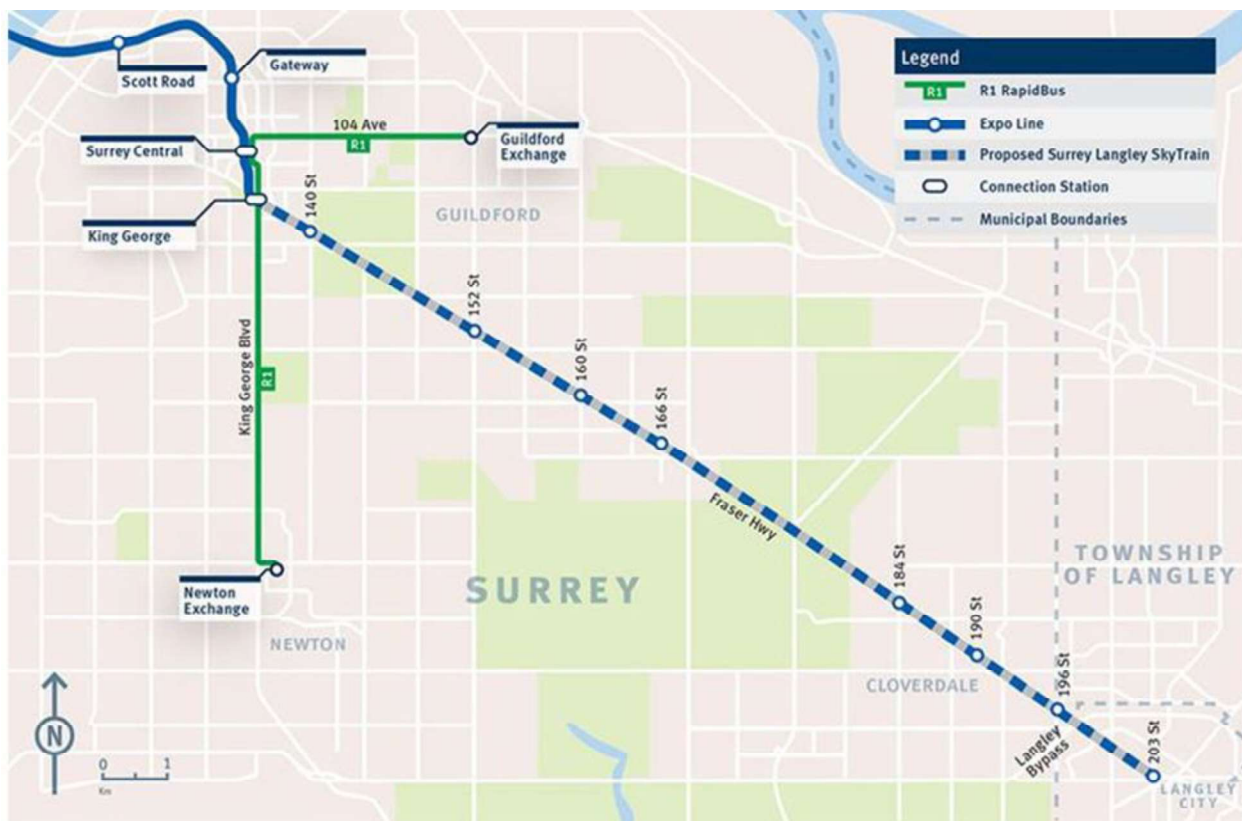 Legend
R1
R1 RapidBus
Expo Line
Proposed Surrey Langley SkyTrain
Connection Station
Municipal Boundaries
Scott Road
Gateway
104 Ave
R1
Surrey Central
Guildford
Exchange
King George
140 St
GUILDFORD
152 St
160 St
166 St
King George Blvd
R1
Fraser Hwy
184 St
190 St
196 St
203 St
Newton
Exchange
SURREY
NEWTON
TOWNSHIP
OF LANGLEY
CLOVERDALE
Langley
Bypass
LANGLEY
CITY
N
0 1
Km